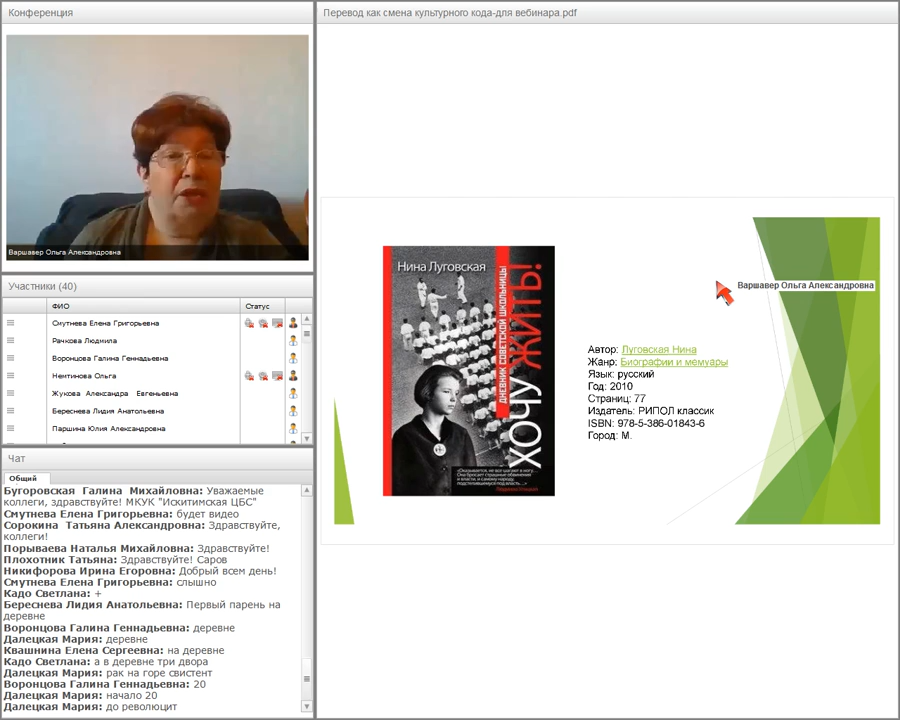 Конференция
Варшавер Ольга Александровна
Участники (40)
ФИО
Статус
Смутнева Елена Григорьевна
Рачкова Людмила
Воронцова Галина Геннадьевна
Немтинова Ольга
Жукова Александра Евгеньевна
Береснева Лидия Анатольевна
Паршина Юлия Александровна
Чат
Общий
Бугоровская Галина Михайловна: Уважаемые
коллеги, здравствуйте! МКУК "Искитимская ЦБС"
Смутнева Елена Григорьевна: будет видео
Сорокина Татьяна Александровна: Здравствуйте,
коллеги!
Порываева Наталья Михайловна: Здравствуйте!
Плохотник Татьяна: Здравствуйте! Саров
Никифорова Ирина Егоровна: Добрый всем день!
Смутнева Елена Григорьевна: слышно
Кадо Светлана: +
Береснева Лидия Анатольевна: Первый парень на
деревне
Воронцова Галина Геннадьевна: деревне
Далецкая Мария: деревне
Квашнина Елена Сергеевна: на деревне
Кадо Светлана: а в деревне три двора
Далецкая Мария: рак на горе свистент
Воронцова Галина Геннадьевна: 20
Далецкая Мария: начало 20
Далецкая Мария: до революцит
Перевод как смена культурного кода-для вебинара.pdf
Нина Луговская
ДНЕВНИК СОВЕТСКОЙ ШКОЛЬНИЦЫ
ХОЧУ ЖИТЬ!
Варшавер Ольга Александровна
Автор: Луговская Нина
Жанр: Биографии и мемуары
Язык: русский
Год: 2010
Страниц: 77
Издатель: РИПОЛ классик
ISBN: 978-5-386-01843-6
Город: М.